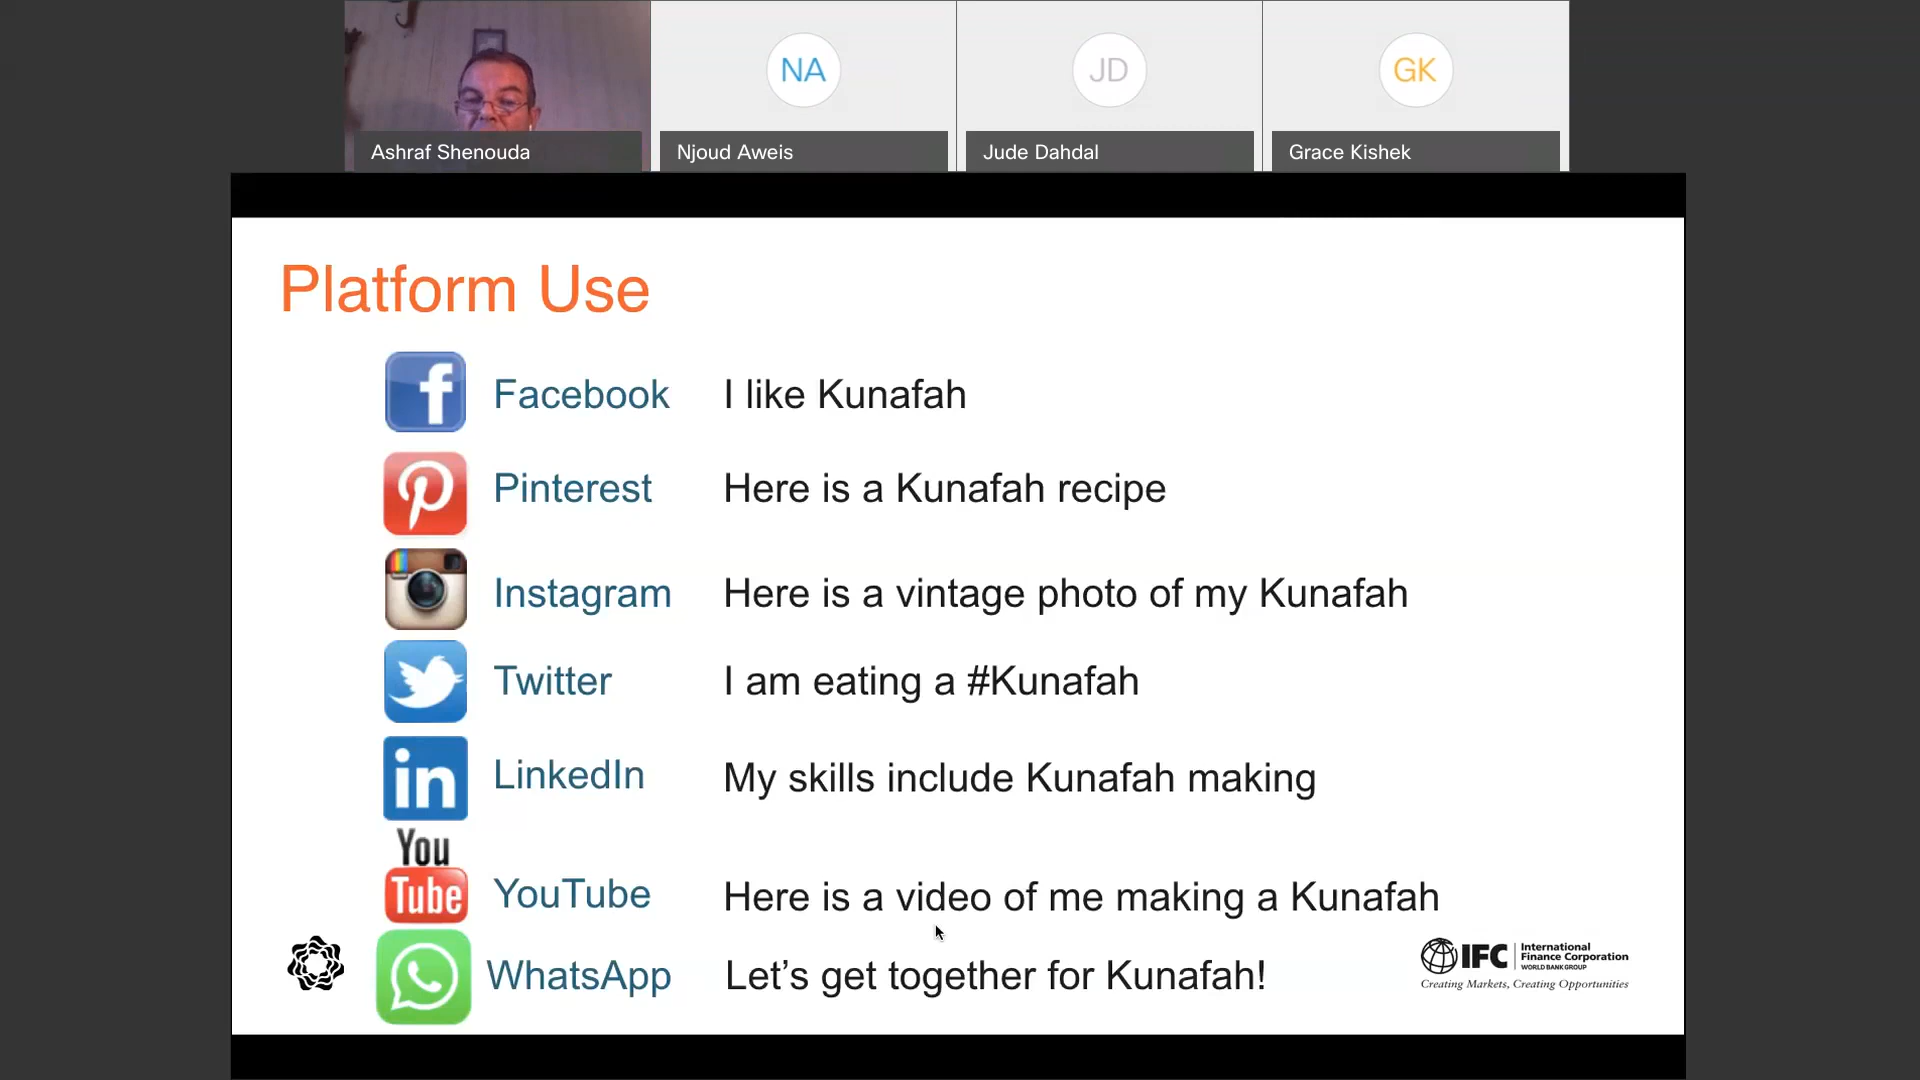 NA
JD
GK
Ashraf Shenouda
Njoud Aweis
Jude Dahdal
Grace Kishek
Platform Use
f Facebook I like Kunafah
P Pinterest Here is a Kunafah recipe
Instagram Here is a vintage photo of my Kunafah
Twitter I am eating a #Kunafah
in LinkedIn My skills include Kunafah making
You
Tube YouTube Here is a video of me making a Kunafah
WhatsApp Let’s get together for Kunafah!
IFC International
Finance Corporation
WORLD BANK GROUP
Creating Markets, Creating Opportunities